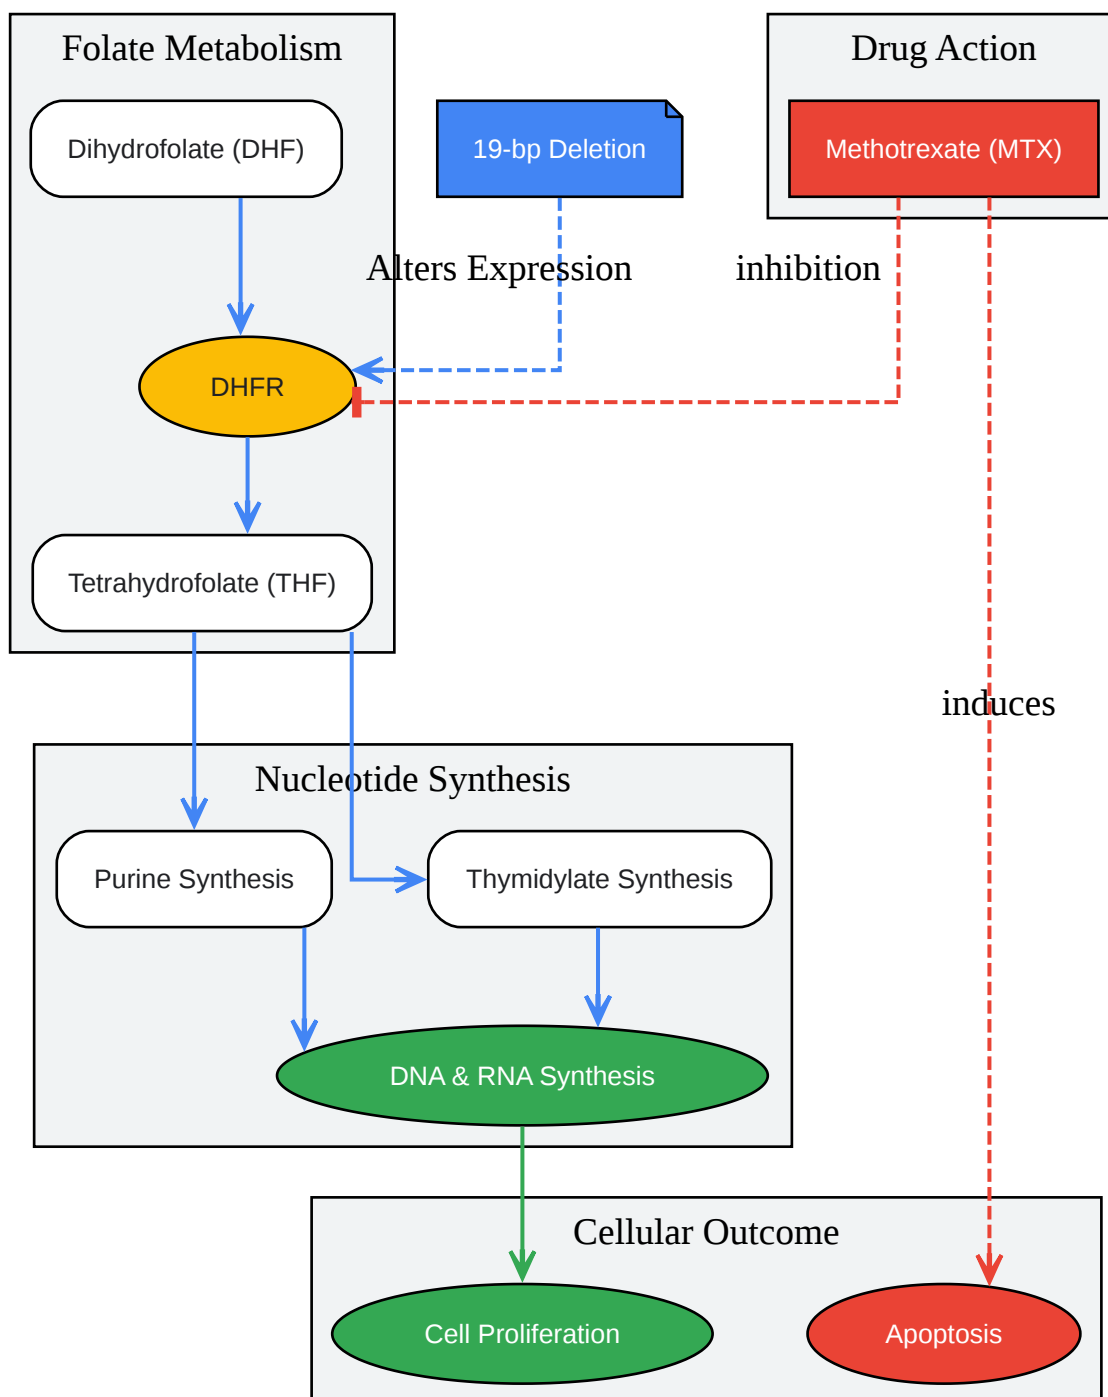 Folate Metabolism
Drug Action
Dihydrofolate (DHF)
19-bp Deletion
Methotrexate (MTX)
Alters Expression
inhibition
DHFR
Tetrahydrofolate (THF)
induces
Nucleotide Synthesis
Purine Synthesis
Thymidylate Synthesis
DNA & RNA Synthesis
Cellular Outcome
Cell Proliferation
Apoptosis